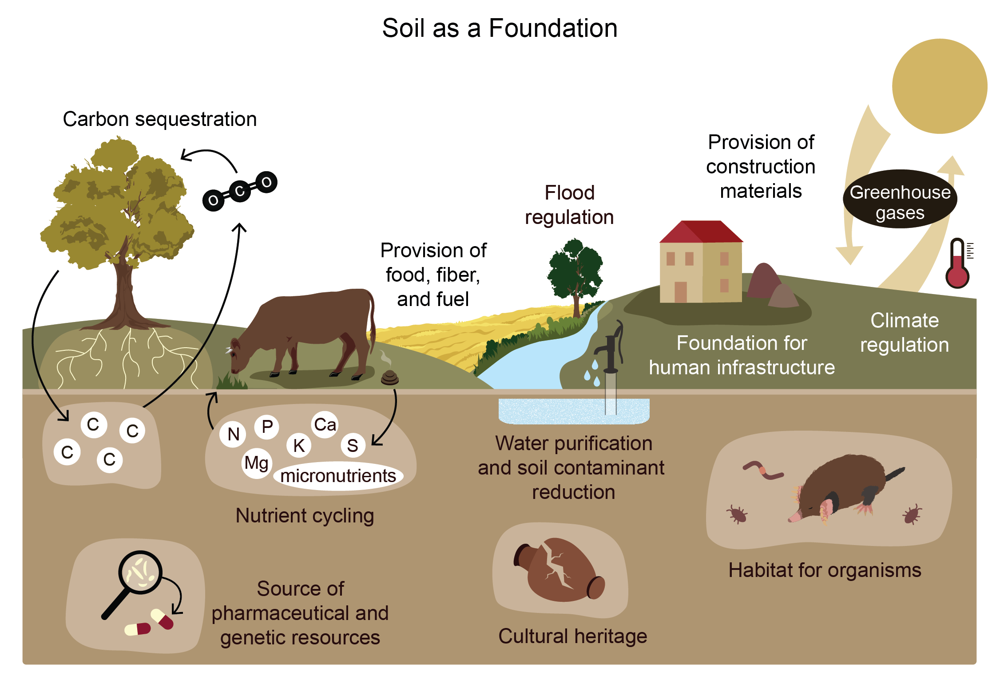 Soil as a Foundation
Carbon sequestration
O
C
O
Provision of
food, fiber,
and fuel
Flood
regulation
Provision of
construction
materials
Greenhouse
gases
Foundation for
human infrastructure
Climate
regulation
C
C
C
C
N
P
K
Ca
S
Mg
micronutrients
Nutrient cycling
Water purification
and soil contaminant
reduction
Habitat for organisms
Source of
pharmaceutical and
genetic resources
Cultural heritage